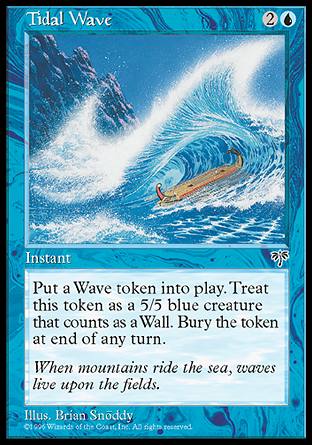 Tidal Wave 2
Instant
Put a Wave token into play. Treat
this token as a 5/5 blue creature
that counts as a Wall. Bury the token
at end of any turn.
When mountains ride the sea, waves
live upon the fields.
Illus. Brian Snōddy
©1996 Wizards of the Coast, Inc. All rights reserved.